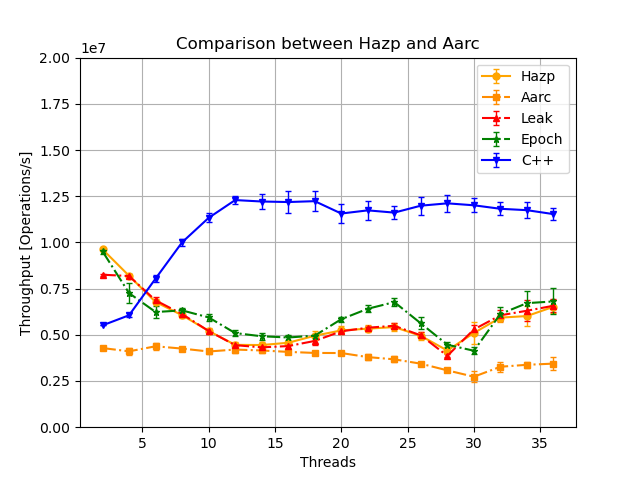 Comparison between Hazp and Aarc
1e7
2.00
1.75
1.50
1.25
1.00
0.75
0.50
0.25
0.00
Throughput [Operations/s]
5
10
15
20
25
30
35
Threads
Hazp
Aarc
Leak
Epoch
C++